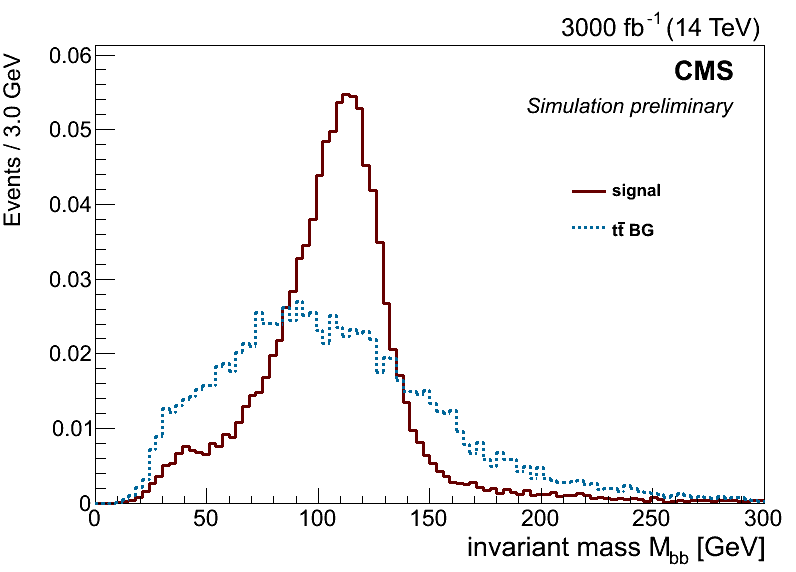 3000 fb⁻¹ (14 TeV)
CMS
Simulation preliminary
signal
tt̄ BG
Events / 3.0 GeV
0.06
0.05
0.04
0.03
0.02
0.01
0
0 50 100 150 200 250 300
invariant mass M_bb [GeV]